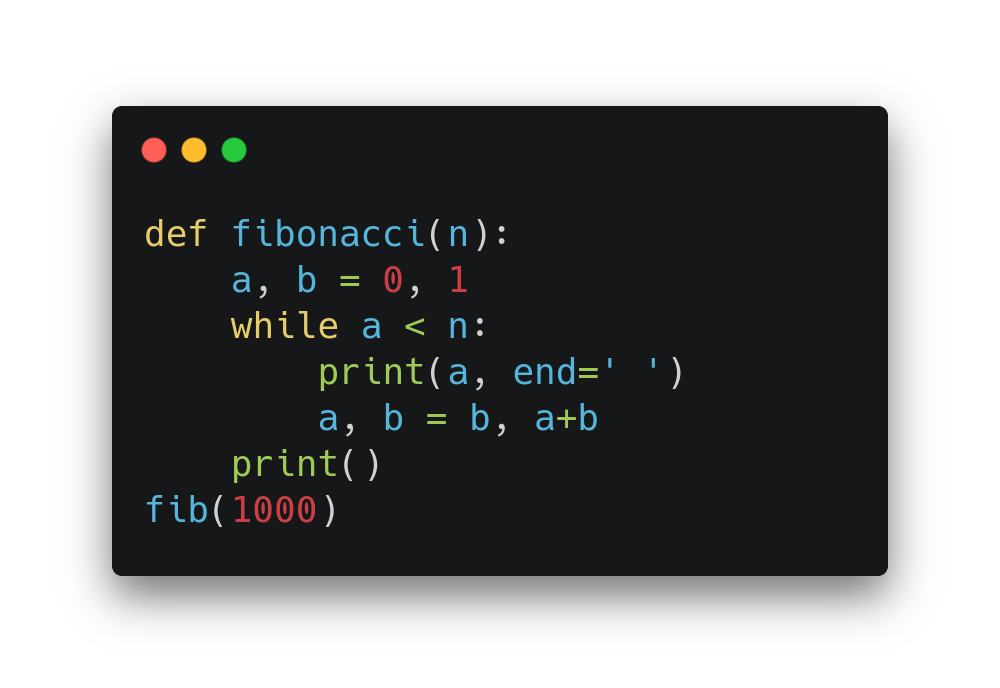 def fibonacci(n):
    a, b = 0, 1
    while a < n:
        print(a, end=' ')
        a, b = b, a+b
    print()
fib(1000)